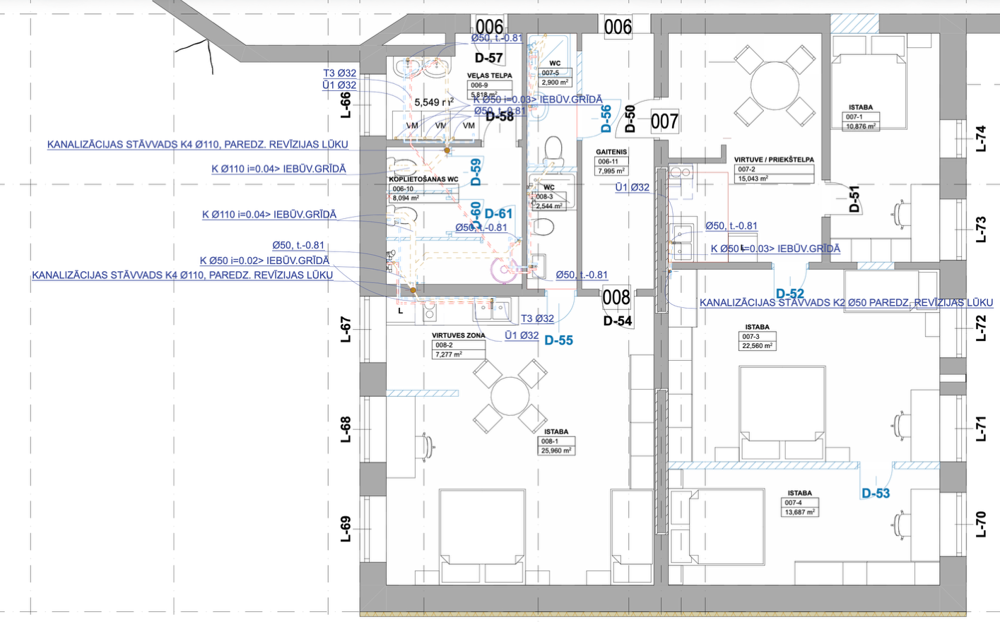 006
006
Ø50, t.-0.81
D-57
WC
007-5
2,900 m²
T3 Ø32
Ū1 Ø32
VEĻAS TELPA
006-9
5,818 m²
5,549 m²
K Ø50 i=0.03> IEBŪV.GRĪDĀ
Ø50, t.-0.81
D-58
L-66
VM
VM
VM
D-56
D-50
007
ISTABA
007-1
10,876 m²
L-74
KANALIZĀCIJAS STĀVVADS K4 Ø110, PAREDZ. REVĪZIJAS LŪKU
GAITENIS
006-11
7,995 m²
VIRTUVE / PRIEKŠTELPA
007-2
15,043 m²
K Ø110 i=0.04> IEBŪV.GRĪDĀ
D-59
KOPLIETOŠANAS WC
006-10
8,094 m²
WC
008-3
2,544 m²
Ū1 Ø32
D-51
K Ø110 i=0.04> IEBŪV.GRĪDĀ
D-60
D-61
Ø50, t.-0.81
Ø50, t.-0.81
L-73
Ø50, t.-0.81
K Ø50 i=0.03> IEBŪV.GRĪDĀ
L
K Ø50 i=0.02> IEBŪV.GRĪDĀ
KANALIZĀCIJAS STĀVVADS K4 Ø110, PAREDZ. REVĪZIJAS LŪKU
Ø50, t.-0.81
008
D-52
KANALIZĀCIJAS STĀVVADS K2 Ø50 PAREDZ. REVĪZIJAS LŪKU
L
T3 Ø32
D-54
L-67
VIRTUVES ZONA
008-2
7,277 m²
Ū1 Ø32
D-55
ISTABA
007-3
22,560 m²
L-72
L-68
ISTABA
008-1
25,960 m²
L-71
D-53
ISTABA
007-4
13,687 m²
L-69
L-70